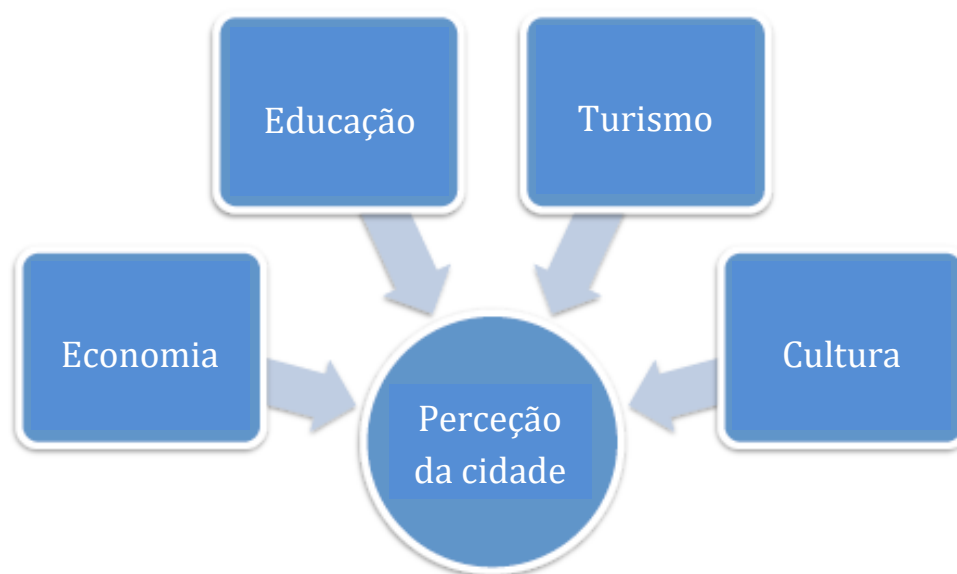 Educação
Turismo
Economia
Cultura
Perceção
da cidade